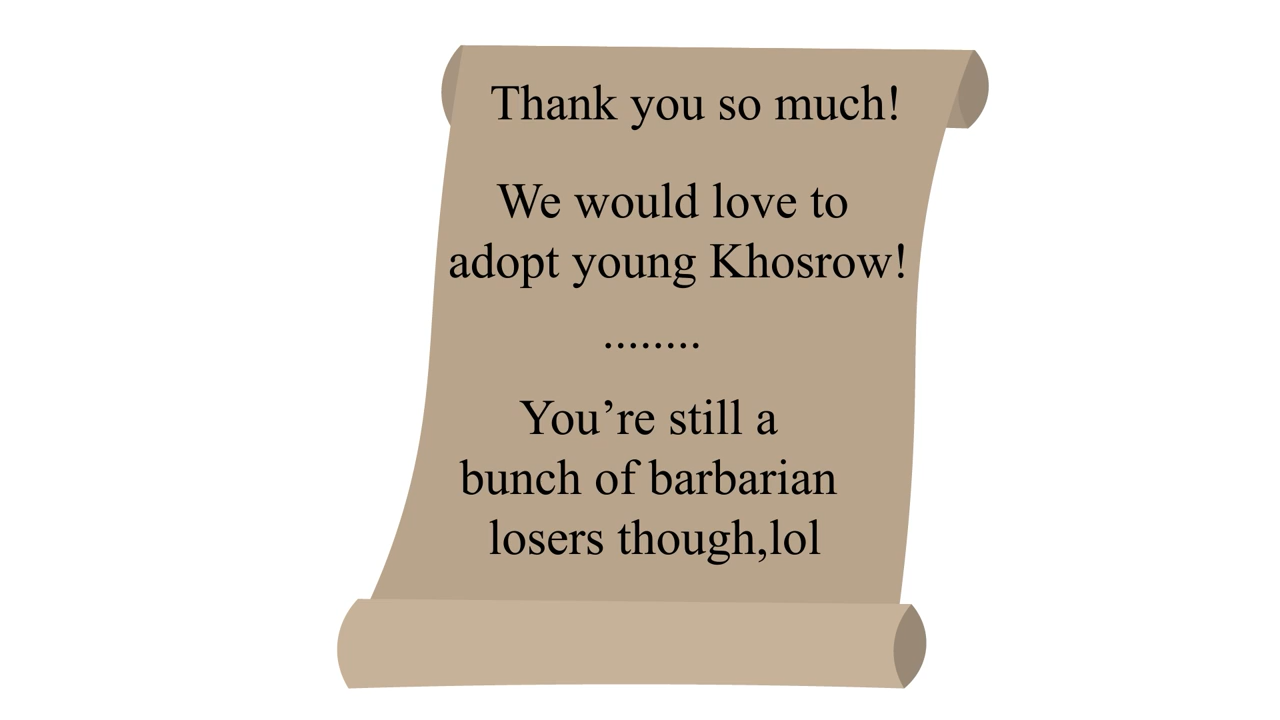 Thank you so much!
We would love to
adopt young Khosrow!
........
You’re still a
bunch of barbarian
losers though,lol